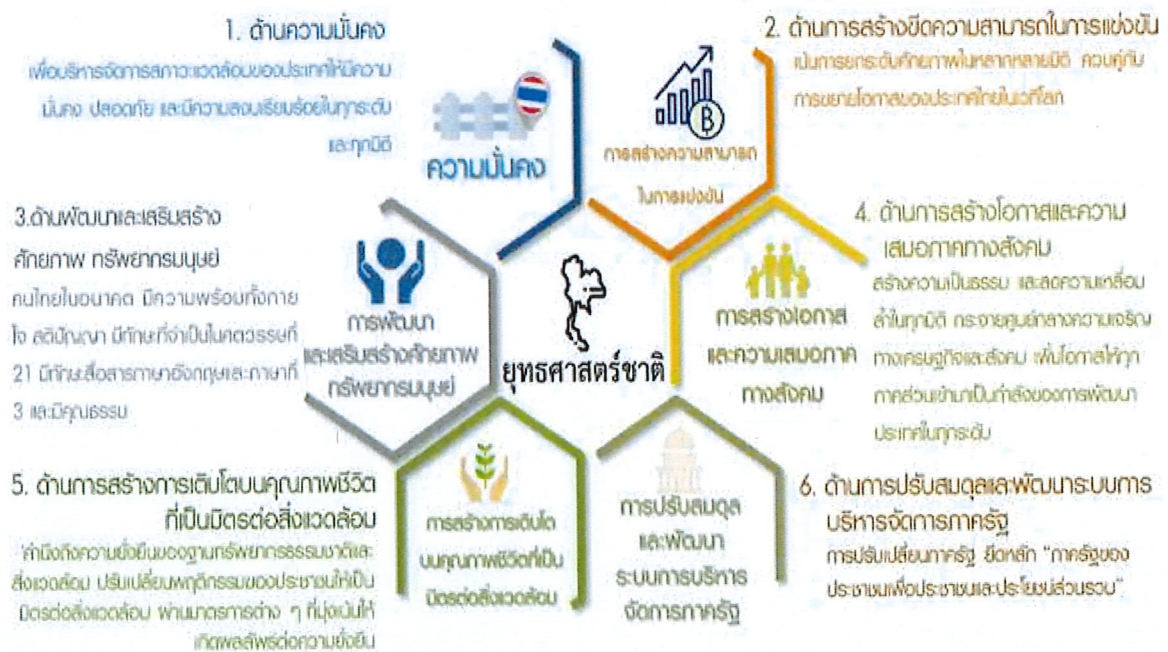 1. ด้านความมั่นคง
เพื่อบริหารจัดการสภาวะแวดล้อมของประเทศให้มีความ
มั่นคง ปลอดภัย และมีความสงบเรียบร้อยในทุกระดับ
และทุกมิติ
ความมั่นคง
2. ด้านการสร้างขีดความสามารถในการแข่งขัน
เน้นการยกระดับศักยภาพในหลากหลายมิติ ควบคู่กับ
การขยายโอกาสของประเทศไทยในเวทีโลก
การสร้างความสามารถ
ในการแข่งขัน
3.ด้านพัฒนาและเสริมสร้าง
ศักยภาพ ทรัพยากรมนุษย์
คนไทยในอนาคต มีความพร้อมทั้งกาย
ใจ สติปัญญา มีทักษะที่จำเป็นในศตวรรษที่
21 มีทักษะสื่อสารภาษาอังกฤษและภาษาที่
3 และมีคุณธรรม
การพัฒนา
และเสริมสร้างศักยภาพ
ทรัพยากรมนุษย์
ยุทธศาสตร์ชาติ
การสร้างโอกาส
และความเสมอภาค
ทางสังคม
4. ด้านการสร้างโอกาสและความ
เสมอภาคทางสังคม
สร้างความเป็นธรรม และลดความเหลื่อม
ล้ำในทุกมิติ กระจายศูนย์กลางความเจริญ
ทางเศรษฐกิจและสังคม เพิ่มโอกาสให้ทุก
ภาคส่วนเข้ามาเป็นกำลังของการพัฒนา
ประเทศในทุกระดับ
5. ด้านการสร้างการเติบโตบนคุณภาพชีวิต
ที่เป็นมิตรต่อสิ่งแวดล้อม
คำนึงถึงความยั่งยืนของฐานทรัพยากรธรรมชาติและ
สิ่งแวดล้อม ปรับเปลี่ยนพฤติกรรมของประชาชนให้เป็น
มิตรต่อสิ่งแวดล้อม ผ่านมาตรการต่าง ๆ ที่มุ่งเน้นให้
เกิดผลลัพธ์ต่อความยั่งยืน
การสร้างการเติบโต
บนคุณภาพชีวิตที่เป็น
มิตรต่อสิ่งแวดล้อม
การปรับสมดุล
และพัฒนา
ระบบการบริหาร
จัดการภาครัฐ
6. ด้านการปรับสมดุลและพัฒนาระบบการ
บริหารจัดการภาครัฐ
การปรับเปลี่ยนภาครัฐ ยึดหลัก "ภาครัฐของ
ประชาชนเพื่อประชาชนและประโยชน์ส่วนรวม"